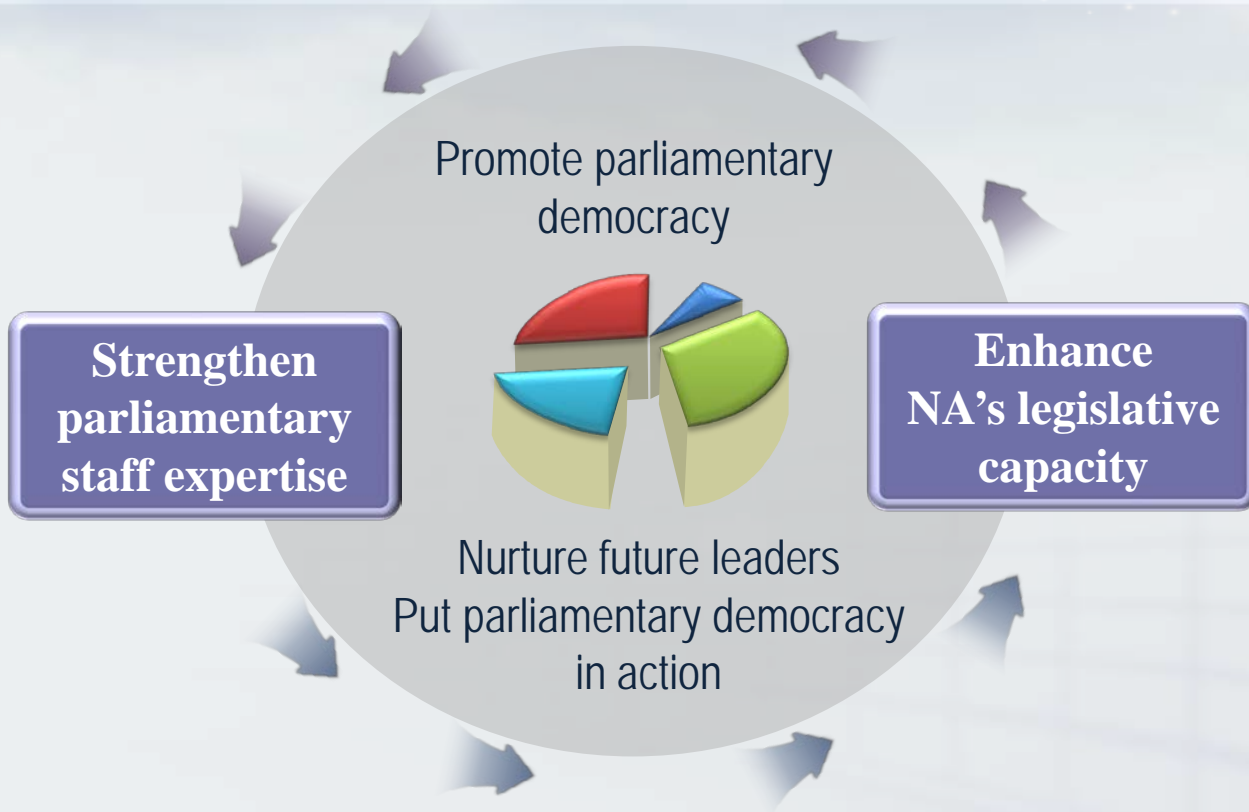 Promote parliamentary
democracy
Strengthen
parliamentary
staff expertise
Enhance
NA’s legislative
capacity
Nurture future leaders
Put parliamentary democracy
in action